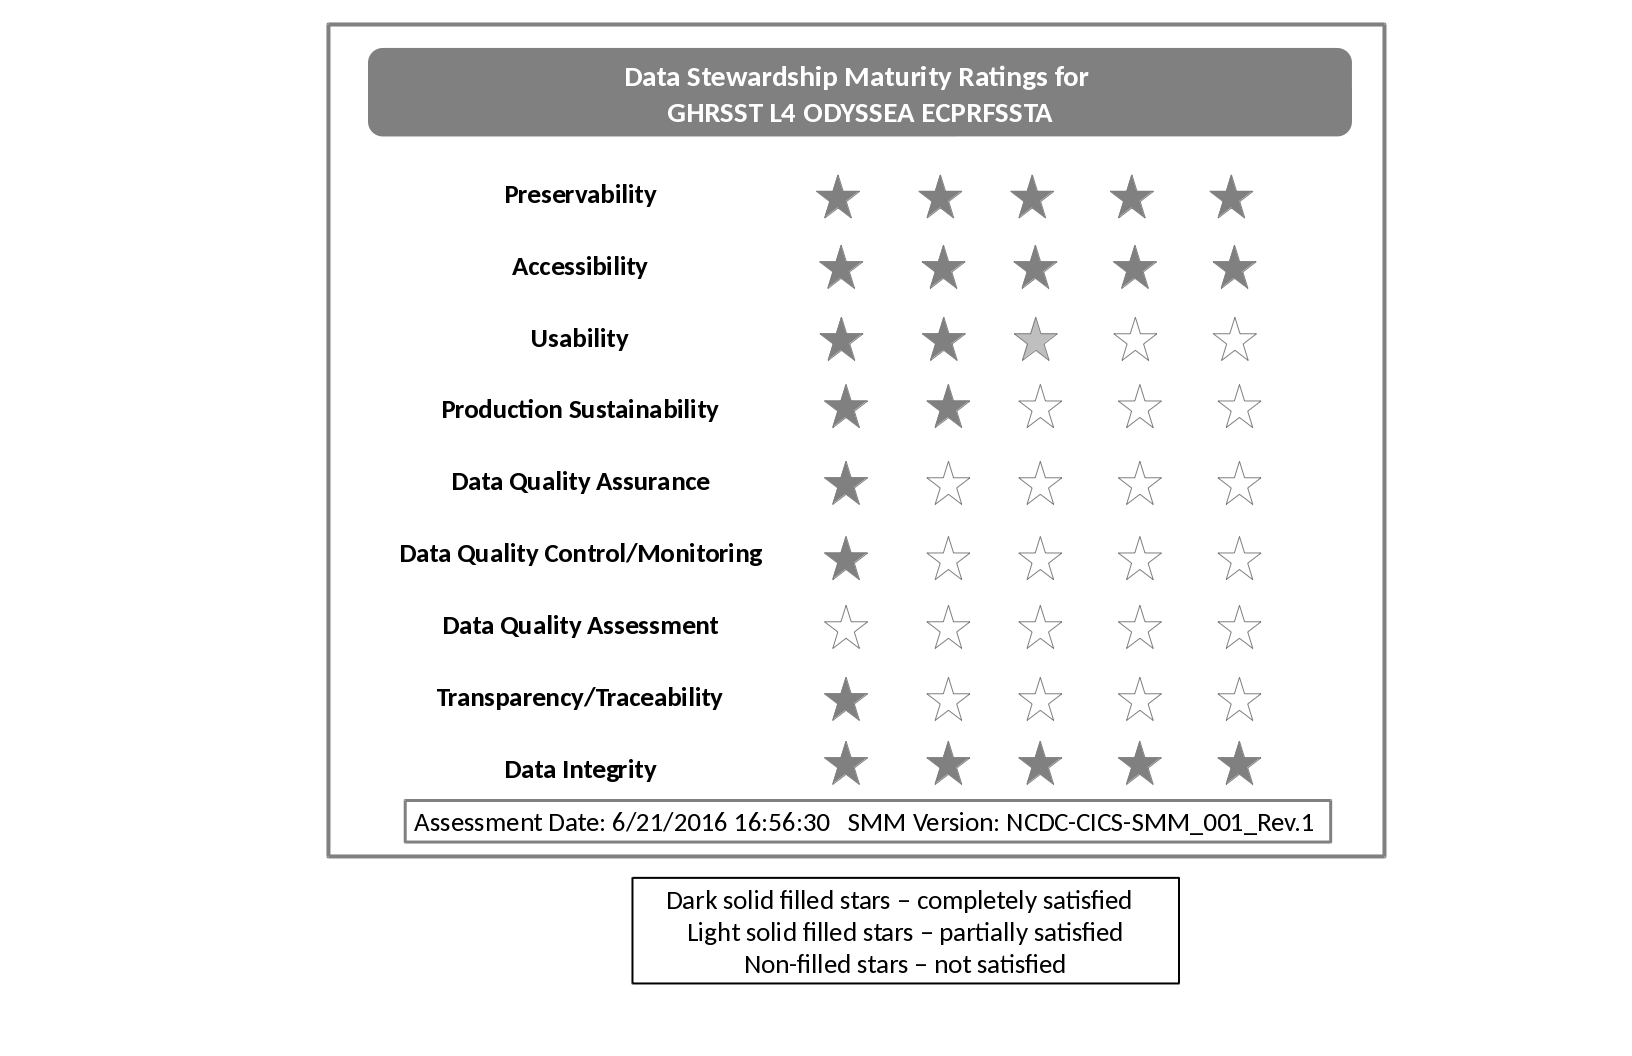 Data Stewardship Maturity Ratings for
GHRSST L4 ODYSSEA ECPRFSSTA
Preservability
Accessibility
Usability
Production Sustainability
Data Quality Assurance
Data Quality Control/Monitoring
Data Quality Assessment
Transparency/Traceability
Data Integrity
Assessment Date: 6/21/2016 16:56:30   SMM Version: NCDC-CICS-SMM_001_Rev.1
Dark solid filled stars – completely satisfied
Light solid filled stars – partially satisfied
Non-filled stars – not satisfied